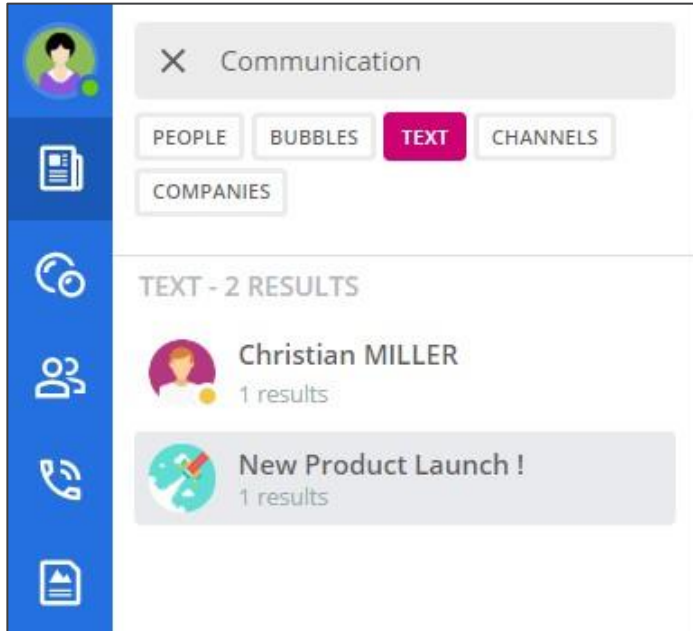 Communication
PEOPLE BUBBLES TEXT CHANNELS
COMPANIES
TEXT - 2 RESULTS
Christian MILLER
1 results
New Product Launch !
1 results